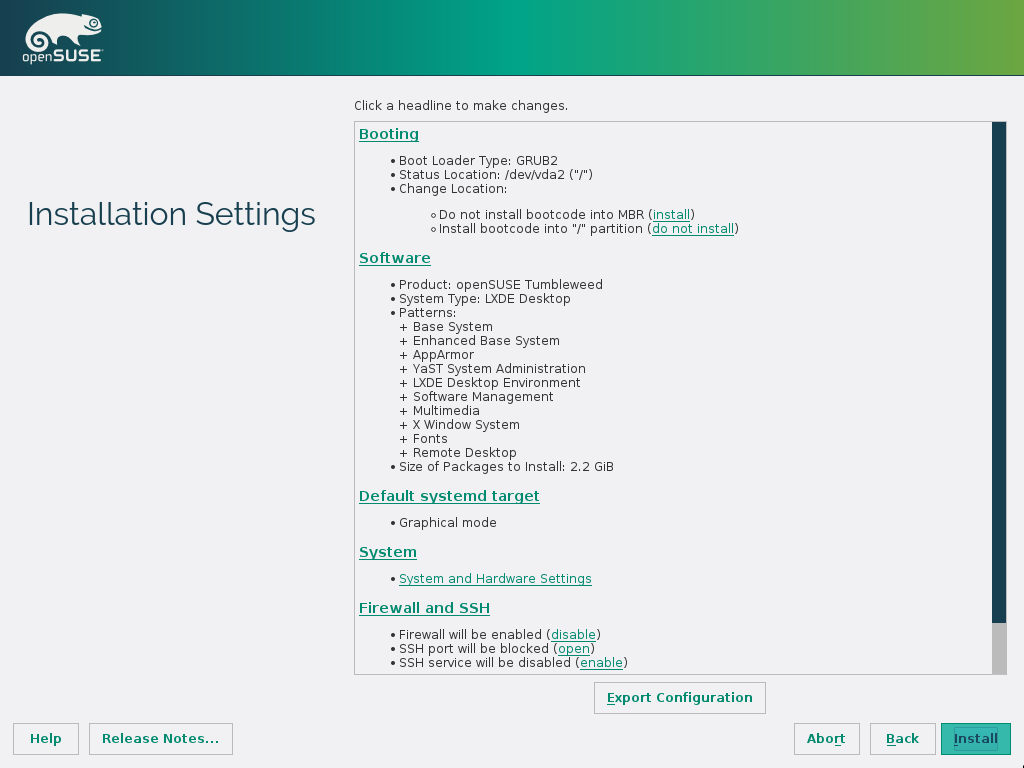 openSUSE
Click a headline to make changes.
Installation Settings
Booting
• Boot Loader Type: GRUB2
• Status Location: /dev/vda2 ("/")
• Change Location:
◦ Do not install bootcode into MBR (install)
◦ Install bootcode into "/" partition (do not install)
Software
• Product: openSUSE Tumbleweed
• System Type: LXDE Desktop
• Patterns:
+ Base System
+ Enhanced Base System
+ AppArmor
+ YaST System Administration
+ LXDE Desktop Environment
+ Software Management
+ Multimedia
+ X Window System
+ Fonts
+ Remote Desktop
• Size of Packages to Install: 2.2 GiB
Default systemd target
• Graphical mode
System
• System and Hardware Settings
Firewall and SSH
• Firewall will be enabled (disable)
• SSH port will be blocked (open)
• SSH service will be disabled (enable)
Export Configuration
Help
Release Notes...
Abort
Back
Install